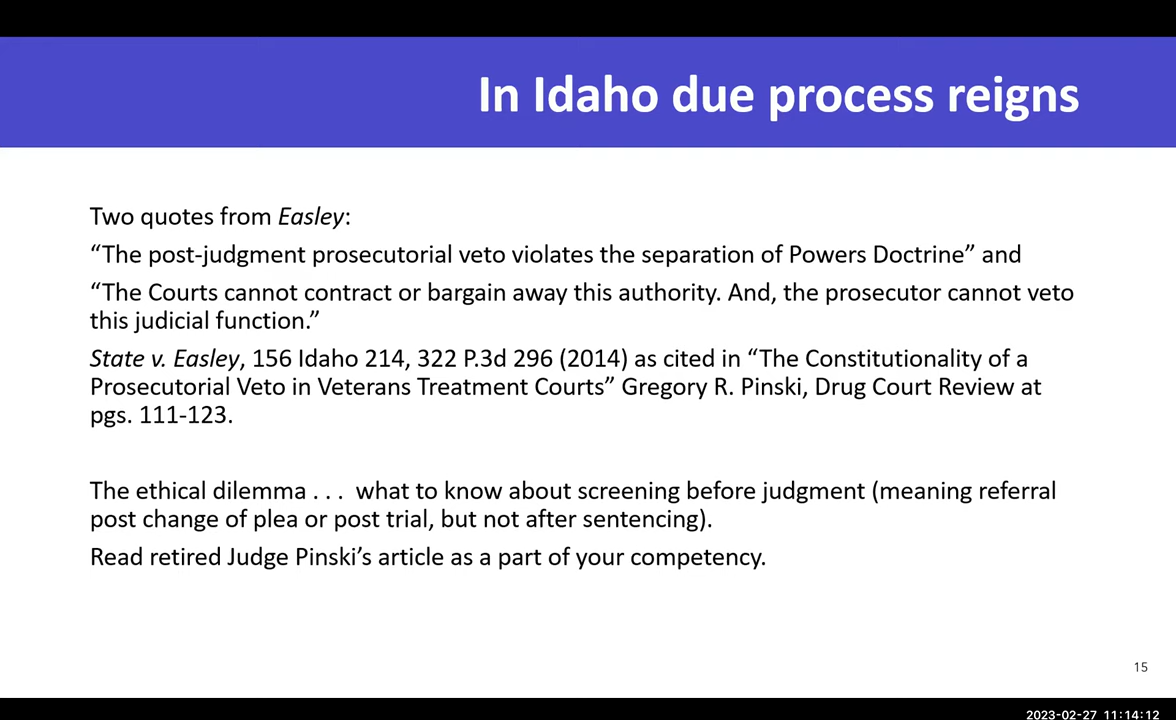 In Idaho due process reigns
Two quotes from Easley:
“The post-judgment prosecutorial veto violates the separation of Powers Doctrine” and
“The Courts cannot contract or bargain away this authority. And, the prosecutor cannot veto
this judicial function.”
State v. Easley, 156 Idaho 214, 322 P.3d 296 (2014) as cited in “The Constitutionality of a
Prosecutorial Veto in Veterans Treatment Courts” Gregory R. Pinski, Drug Court Review at
pgs. 111-123.
The ethical dilemma . . .  what to know about screening before judgment (meaning referral
post change of plea or post trial, but not after sentencing).
Read retired Judge Pinski’s article as a part of your competency.
15
2023-02-27 11:14:12